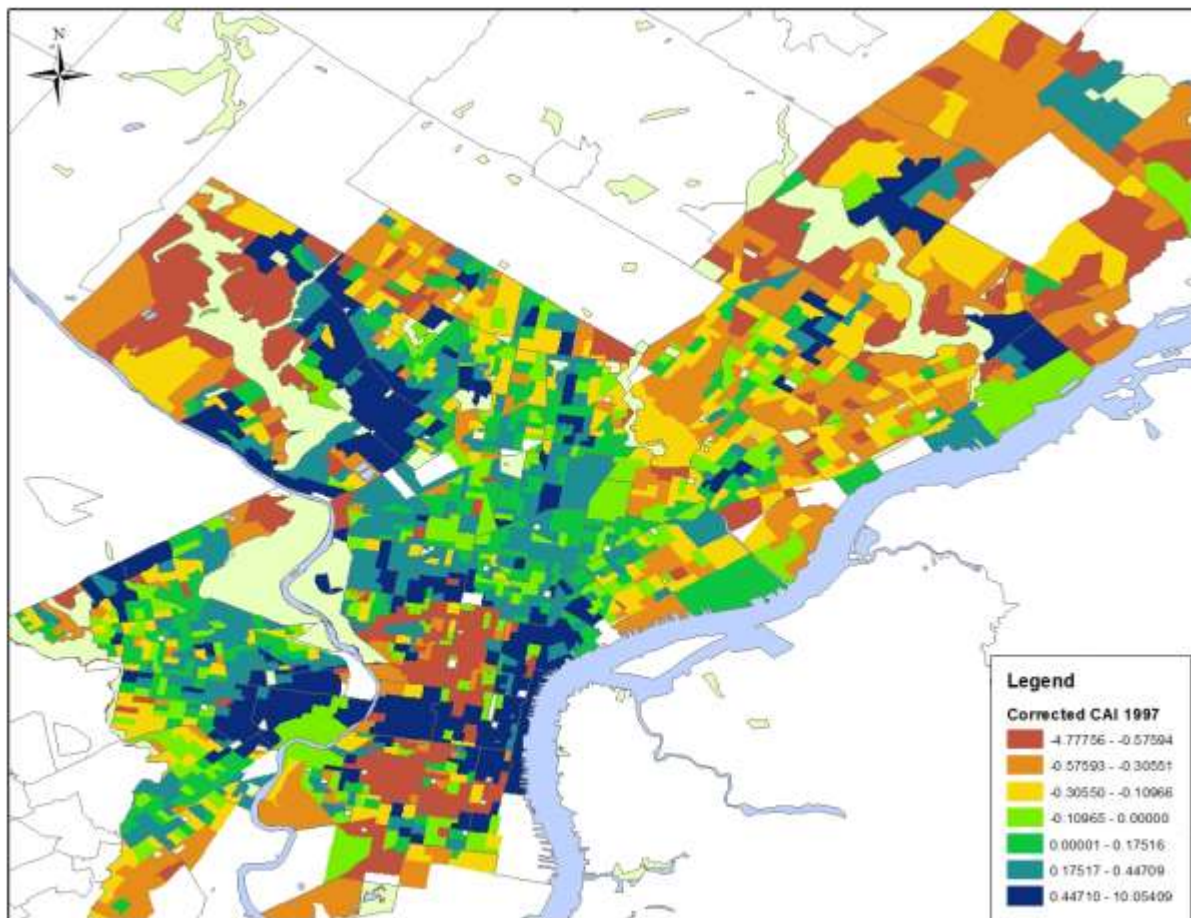 N
Legend
Corrected CAI 1997
-4.77756 - -0.57594
-0.57593 - -0.30551
-0.30550 - -0.10966
-0.10965 - 0.00000
0.00001 - 0.17516
0.17517 - 0.44709
0.44710 - 10.05409